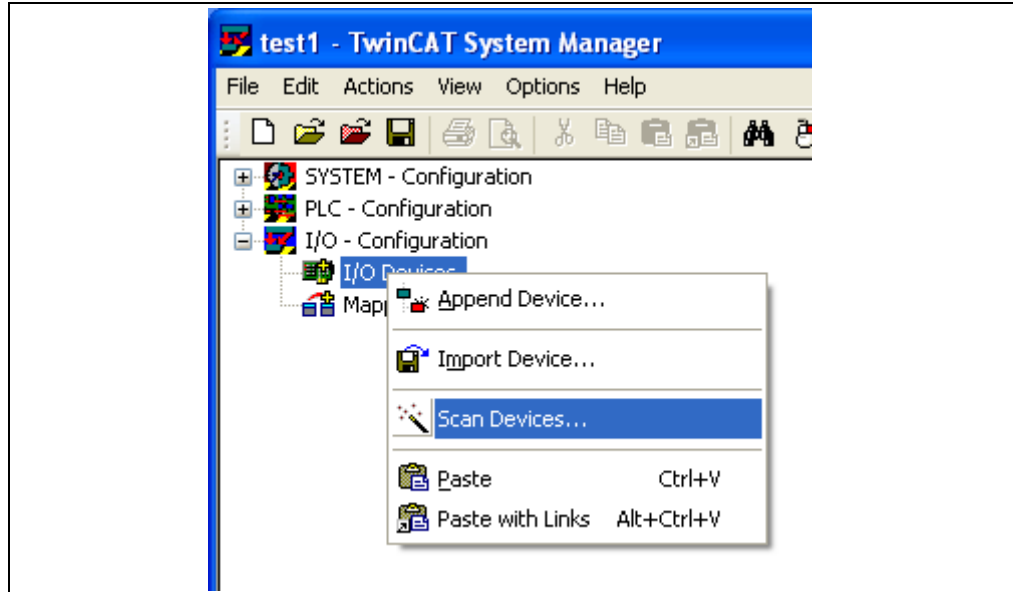 test1 - TwinCAT System Manager
File Edit Actions View Options Help
SYSTEM - Configuration
PLC - Configuration
I/O - Configuration
I/O Devices
Append Device...
Import Device...
Scan Devices...
Paste Ctrl+V
Paste with Links Alt+Ctrl+V